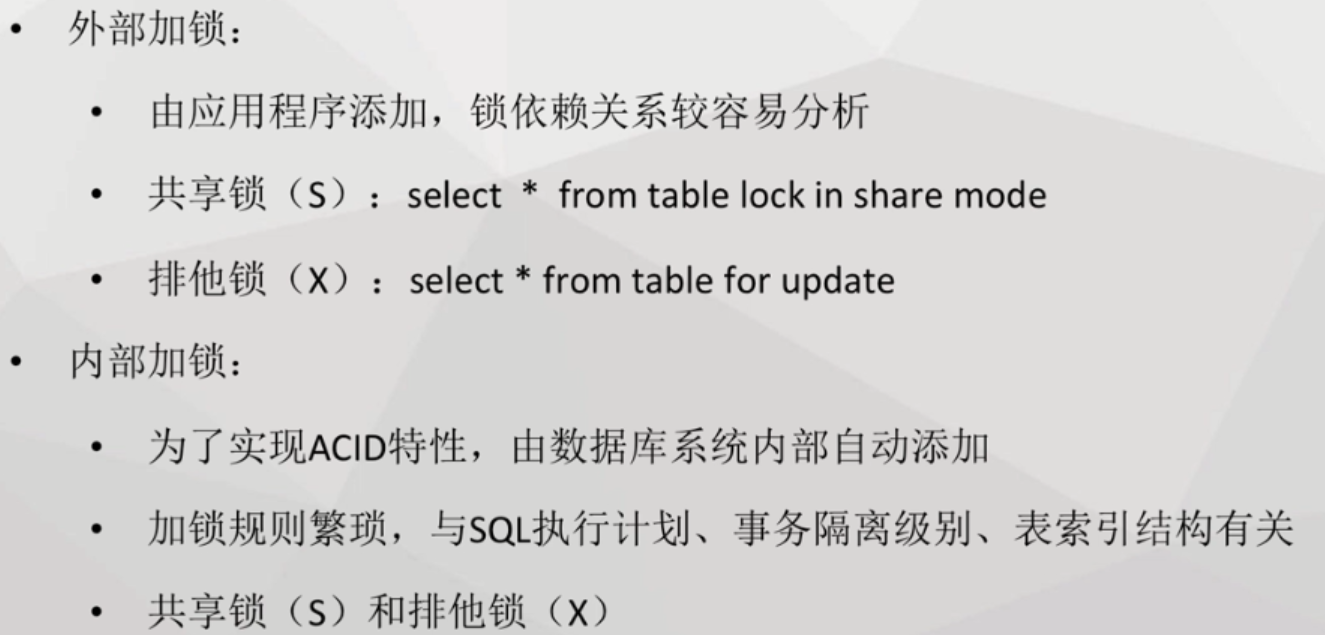 • 外部加锁：
• 由应用程序添加，锁依赖关系较容易分析
• 共享锁（S）：select * from table lock in share mode
• 排他锁（X）：select * from table for update
• 内部加锁：
• 为了实现ACID特性，由数据库系统内部自动添加
• 加锁规则繁琐，与SQL执行计划、事务隔离级别、表索引结构有关
• 共享锁（S）和排他锁（X）